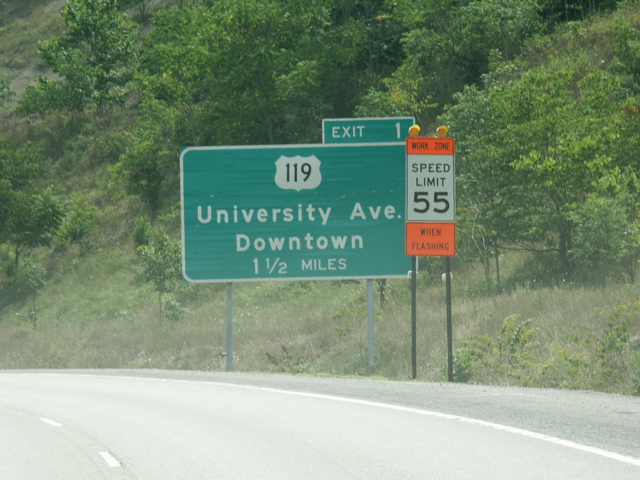 EXIT 1
119
University Ave.
Downtown
1 1/2 MILES
WORK ZONE
SPEED
LIMIT
55
WHEN
FLASHING